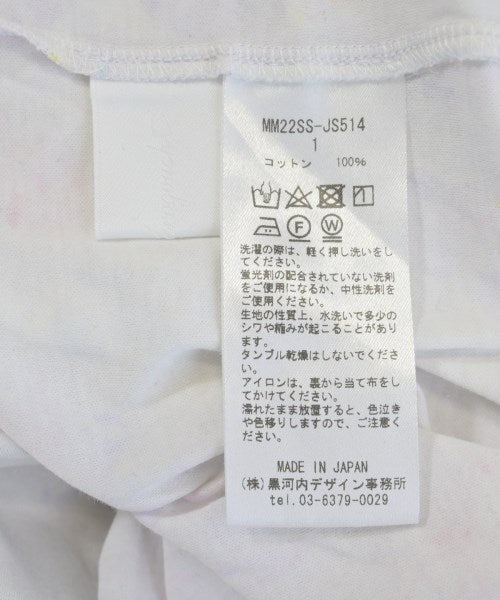 MM22SS-JS514
1
コットン 100%
洗濯の際は、軽く押し洗いをし
てください。
蛍光剤の配合されていない洗剤
をご使用になるか、中性洗剤を
ご使用ください。
生地の性質上、水洗いで多少の
シワや縮みが起こることがあり
ます。
タンブル乾燥はしないでくださ
い。
アイロンは、裏から当て布をし
てかけてください。
濡れたまま放置すると、色泣き
や色移りしますので、ご注意く
ださい。
MADE IN JAPAN
(株)黒河内デザイン事務所
tel.03-6379-0029